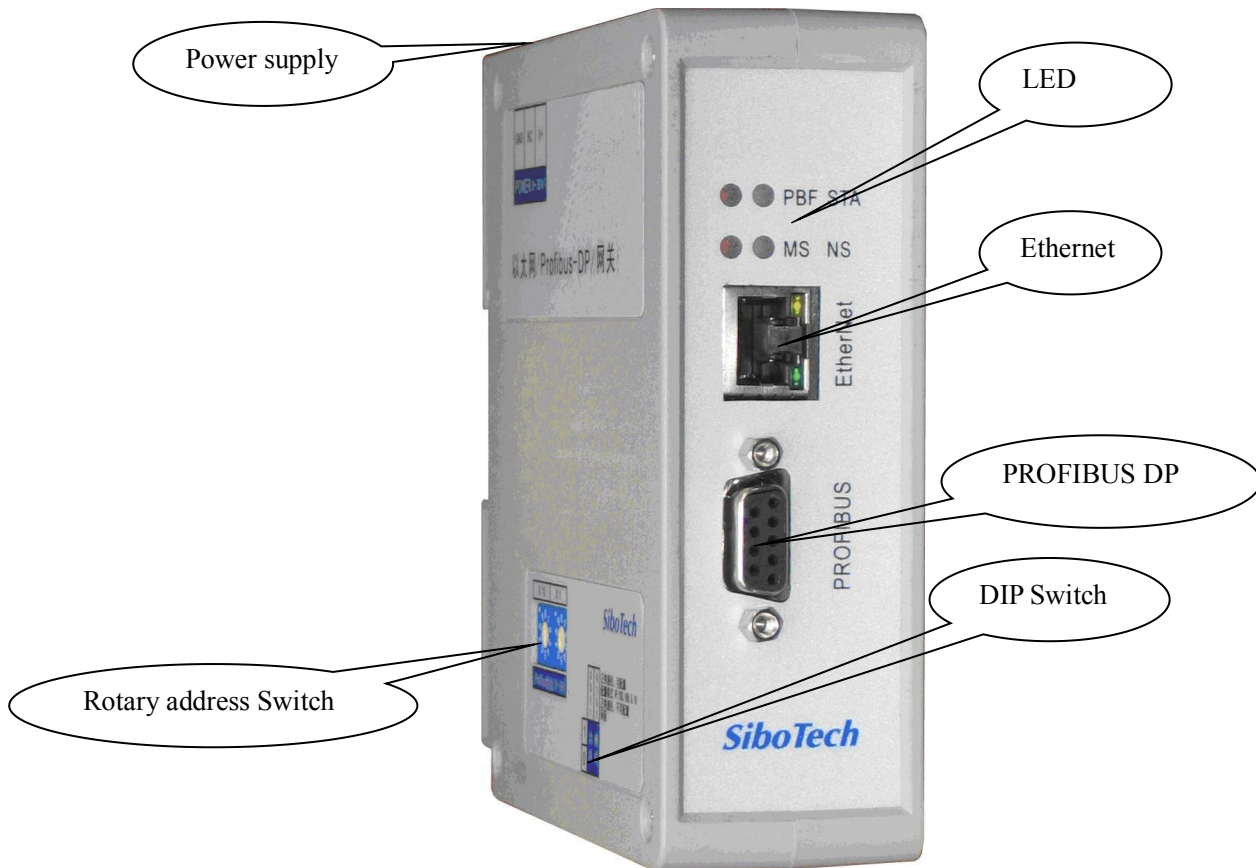 Power supply
LED
PBF STA
MS NS
Ethernet
EtherNet
以太网/Profibus-DP/网关
PROFIBUS DP
PROFIBUS
DIP Switch
SiboTech
Rotary address Switch
SiboTech